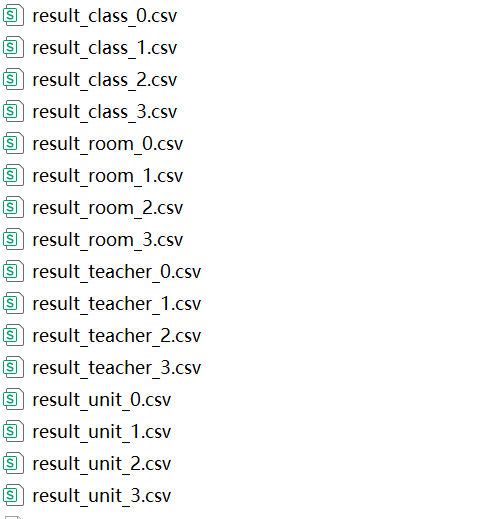 result_class_0.csv
result_class_1.csv
result_class_2.csv
result_class_3.csv
result_room_0.csv
result_room_1.csv
result_room_2.csv
result_room_3.csv
result_teacher_0.csv
result_teacher_1.csv
result_teacher_2.csv
result_teacher_3.csv
result_unit_0.csv
result_unit_1.csv
result_unit_2.csv
result_unit_3.csv